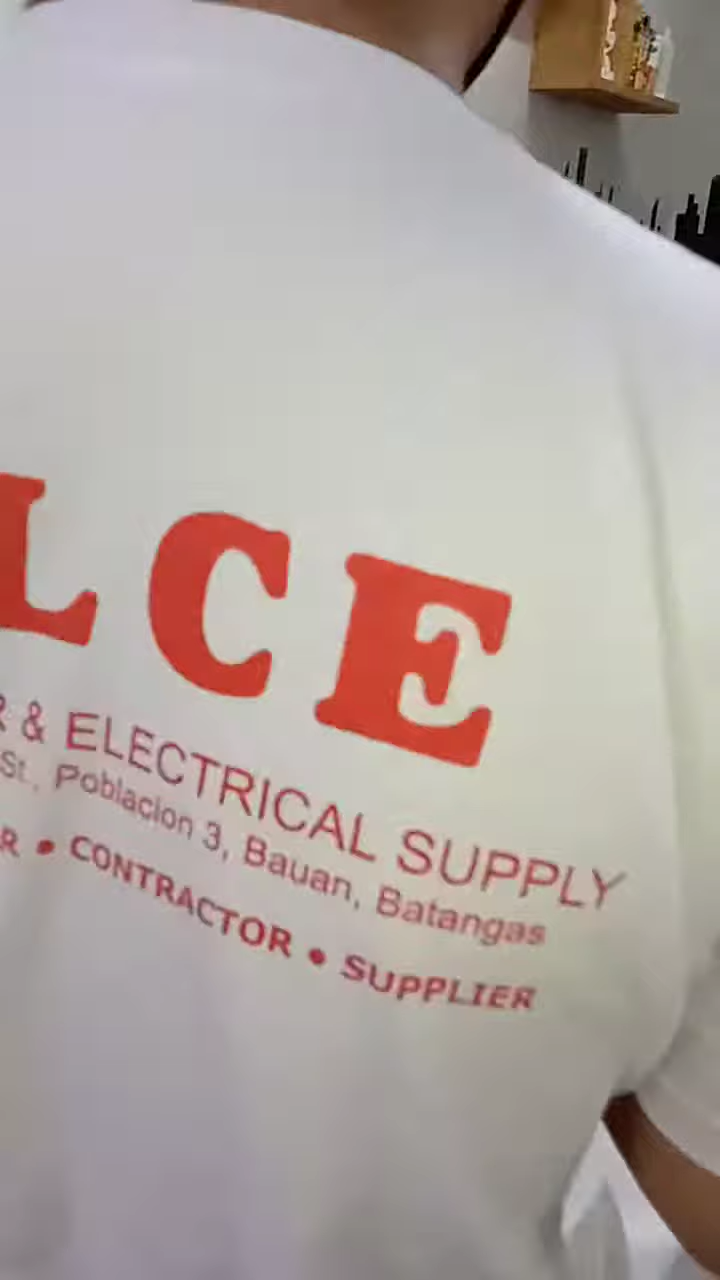 LCE
R & ELECTRICAL SUPPLY
St., Poblacion 3, Bauan, Batangas
R • CONTRACTOR • SUPPLIER